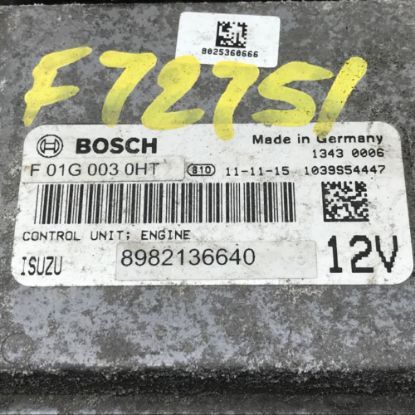 8025360666
F727S1
BOSCH
Made in Germany
1343 0006
F 01G 003 0HT 810 11-11-15 1039S54447
CONTROL UNIT; ENGINE
ISUZU 8982136640 12V